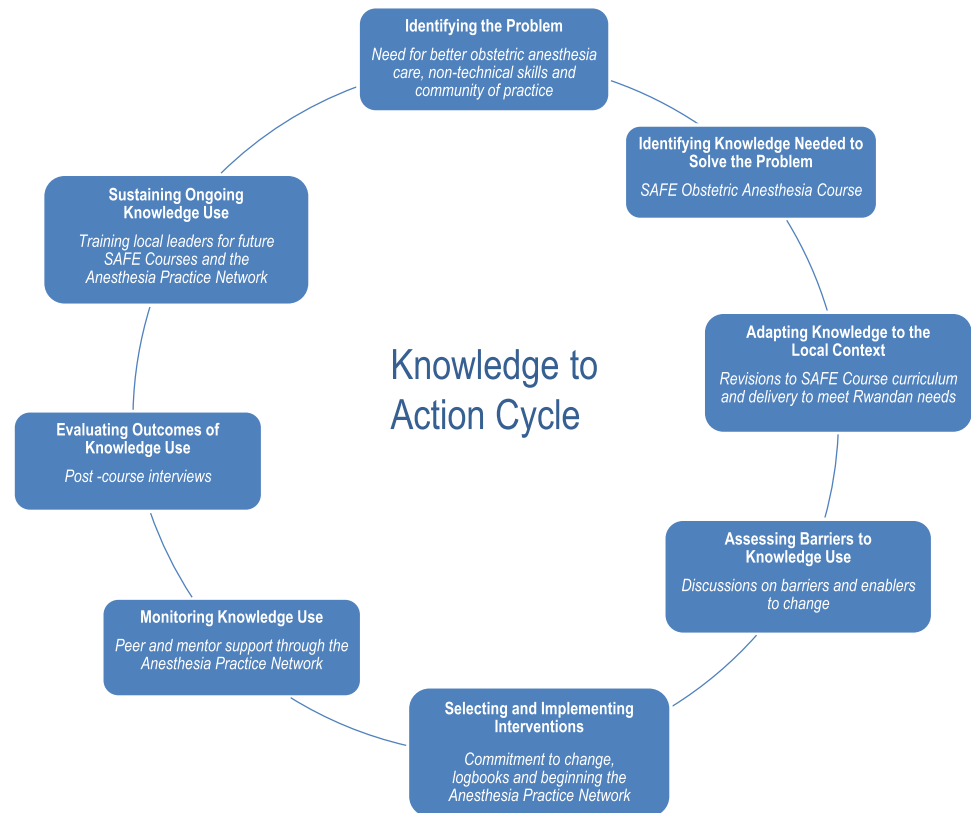 Identifying the Problem
Need for better obstetric anesthesia
care, non-technical skills and
community of practice
Identifying Knowledge Needed to
Solve the Problem
SAFE Obstetric Anesthesia Course
Adapting Knowledge to the
Local Context
Revisions to SAFE Course curriculum
and delivery to meet Rwandan needs
Assessing Barriers to
Knowledge Use
Discussions on barriers and enablers
to change
Selecting and Implementing
Interventions
Commitment to change,
logbooks and beginning the
Anesthesia Practice Network
Monitoring Knowledge Use
Peer and mentor support through the
Anesthesia Practice Network
Evaluating Outcomes of
Knowledge Use
Post -course interviews
Sustaining Ongoing
Knowledge Use
Training local leaders for future
SAFE Courses and the
Anesthesia Practice Network
Knowledge to
Action Cycle